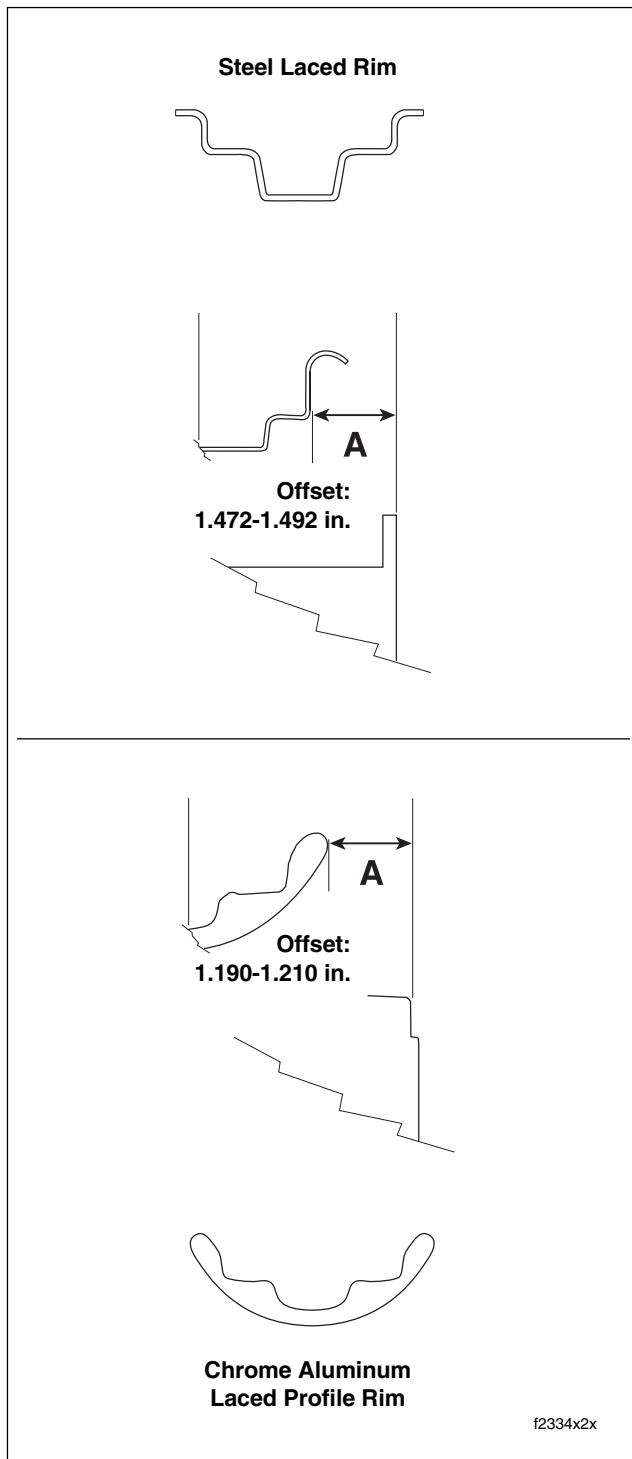 Steel Laced Rim
A
Offset:
1.472-1.492 in.
A
Offset:
1.190-1.210 in.
Chrome Aluminum
Laced Profile Rim
f2334x2x